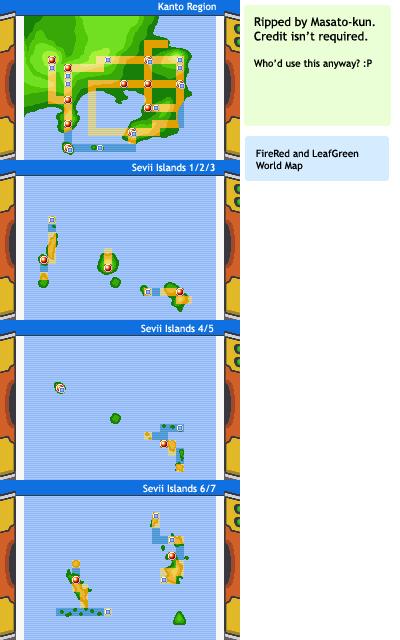 Kanto Region
Ripped by Masato-kun.
Credit isn't required.
Who'd use this anyway? :P
FireRed and LeafGreen
World Map
Sevii Islands 1/2/3
Sevii Islands 4/5
Sevii Islands 6/7